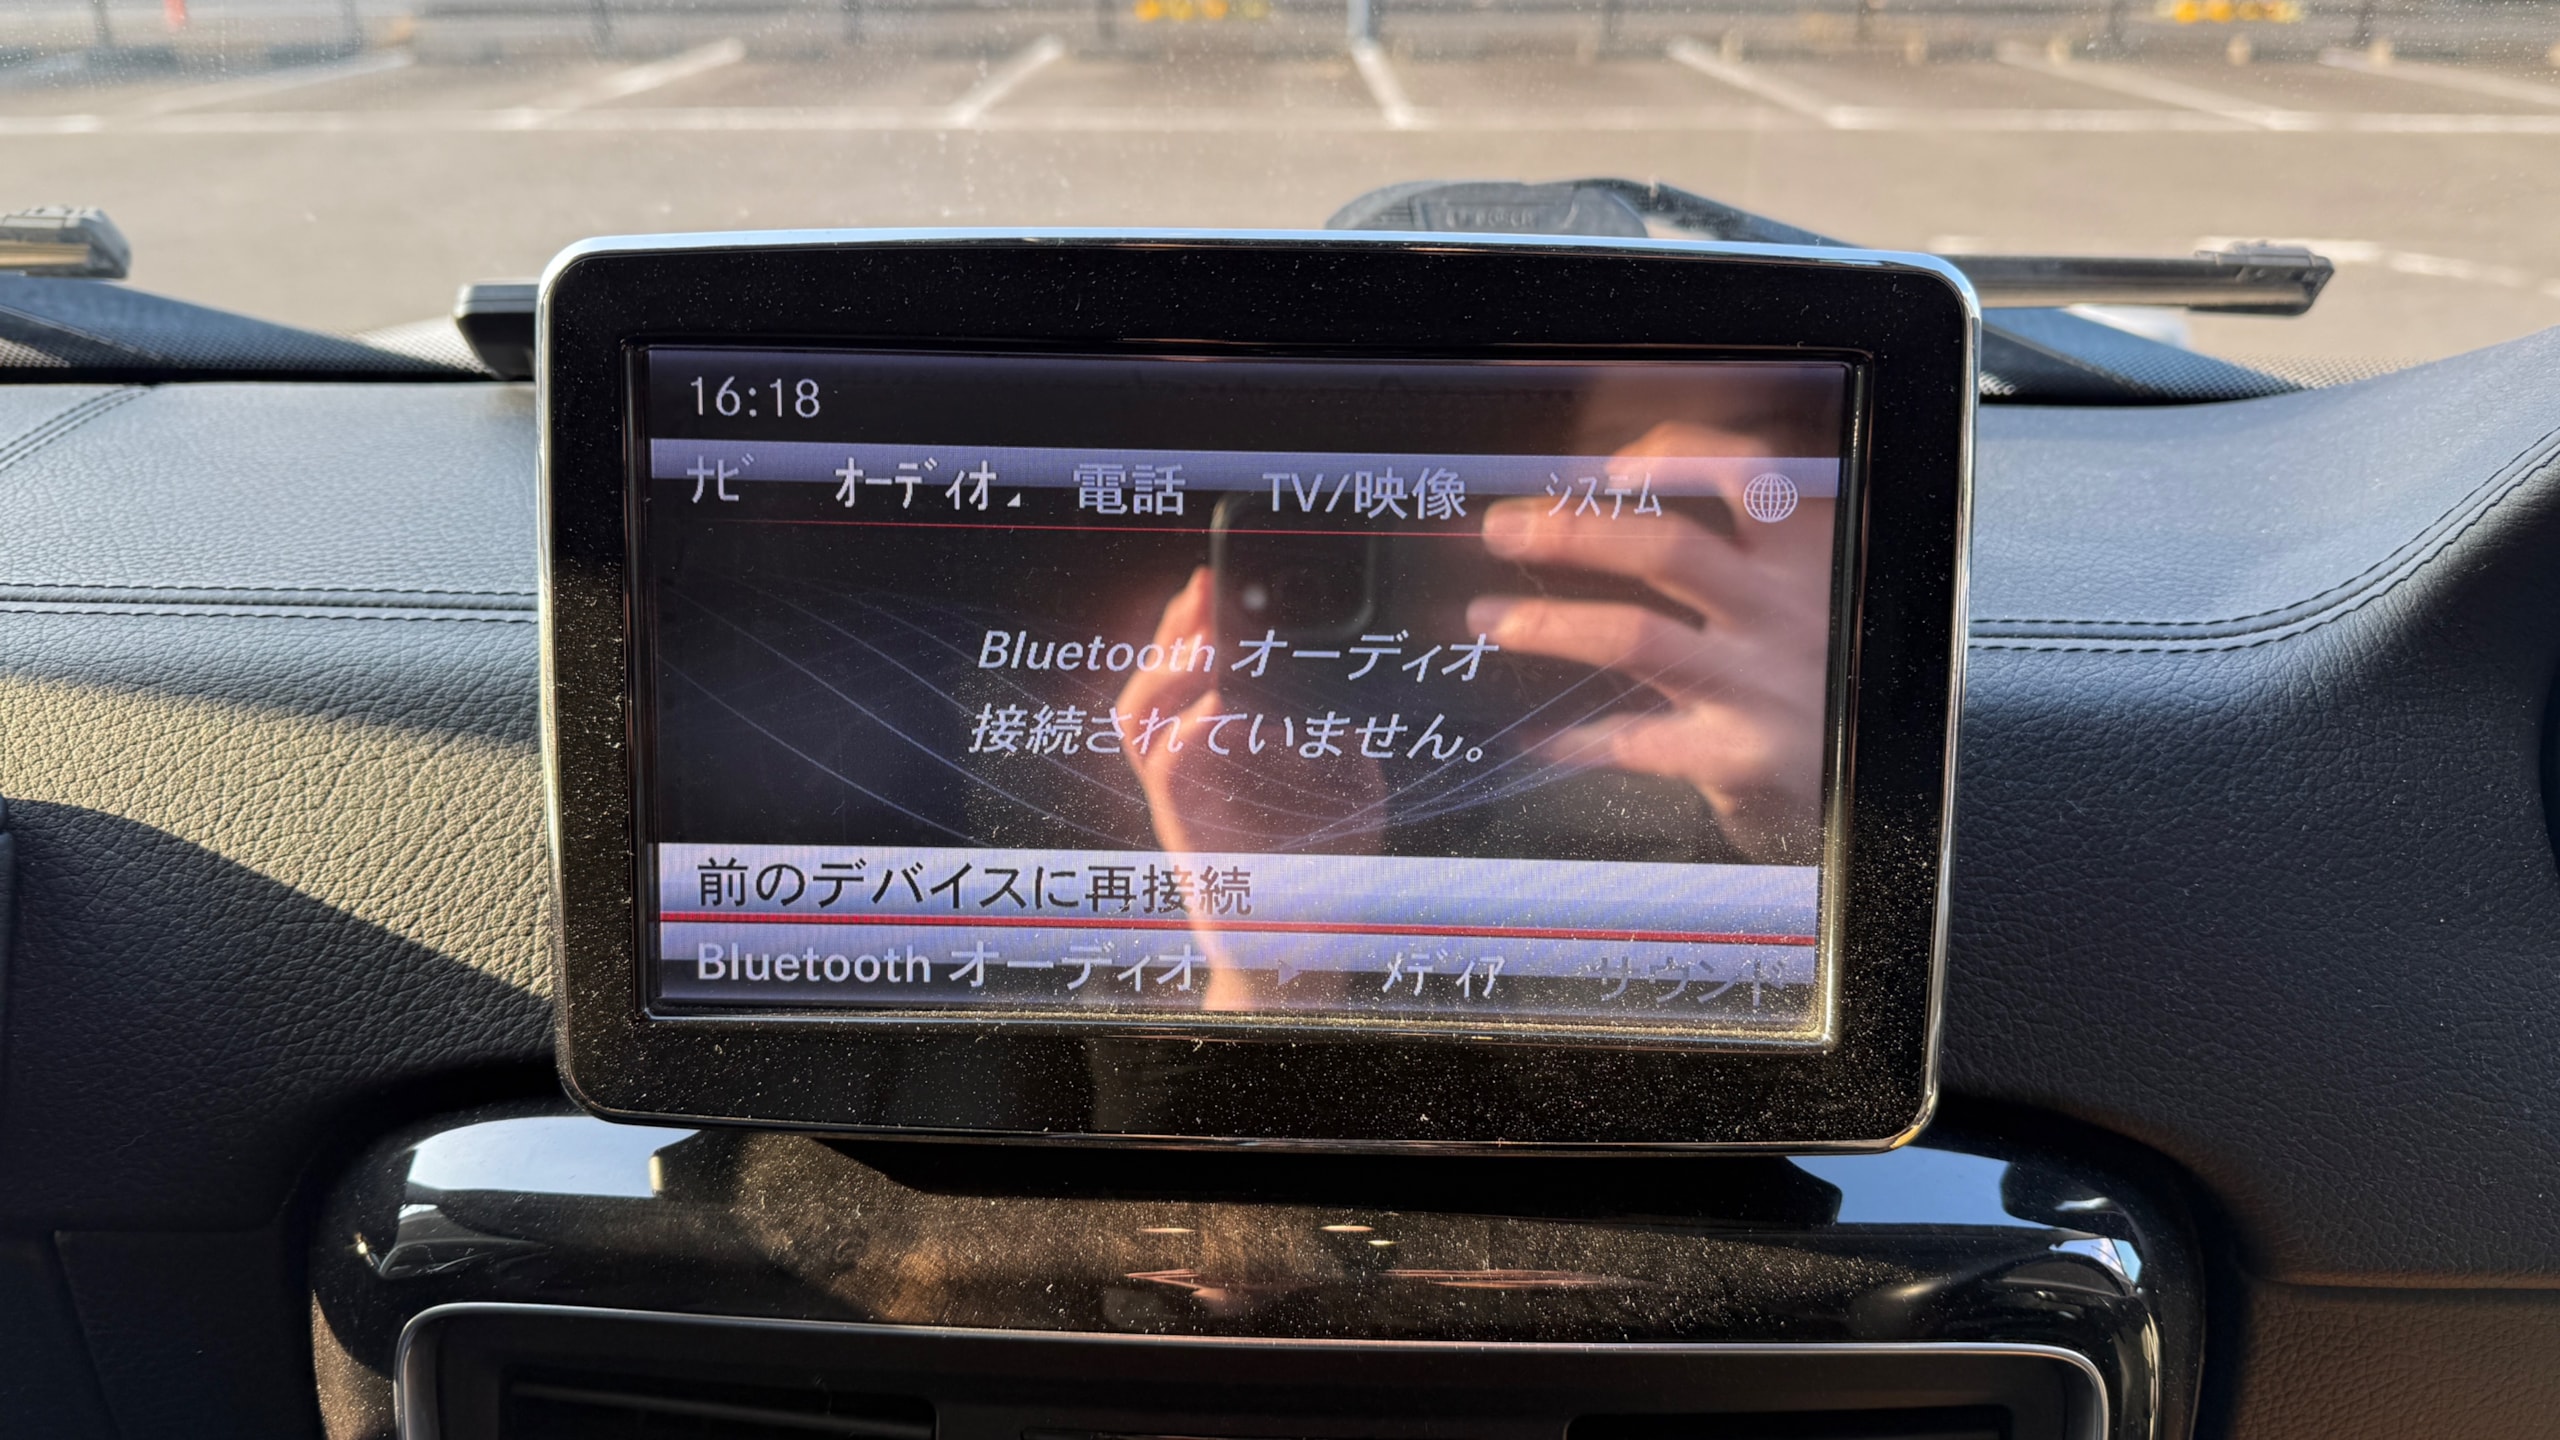 16:18
ナビ オーディオ 電話 TV/映像 システム
Bluetooth オーディオ
接続されていません。
前のデバイスに再接続
Bluetooth オーディオ メディア サウンド